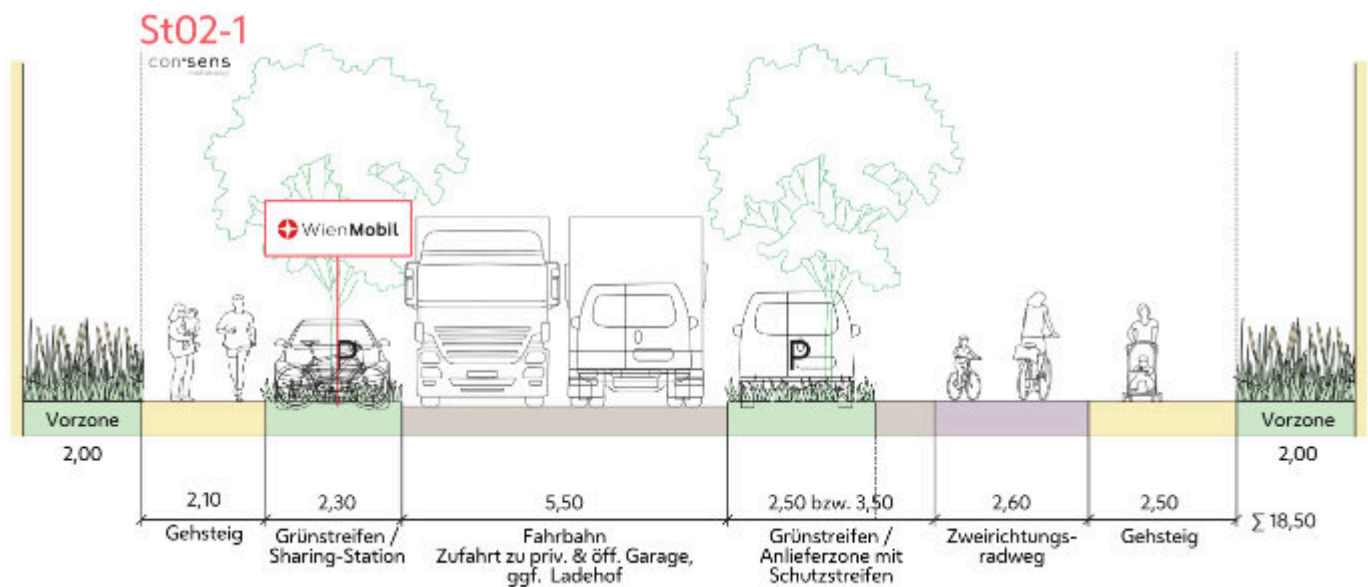 St02-1
con·sens
WienMobil
P
P
Vorzone
Vorzone
2,00
2,00
2,10
2,30
5,50
2,50 bzw. 3,50
2,60
2,50
Σ 18,50
Gehsteig
Grünstreifen /
Sharing-Station
Fahrbahn
Zufahrt zu priv. & öff. Garage,
ggf. Ladehof
Grünstreifen /
Anlieferzone mit
Schutzstreifen
Zweirichtungs-
radweg
Gehsteig